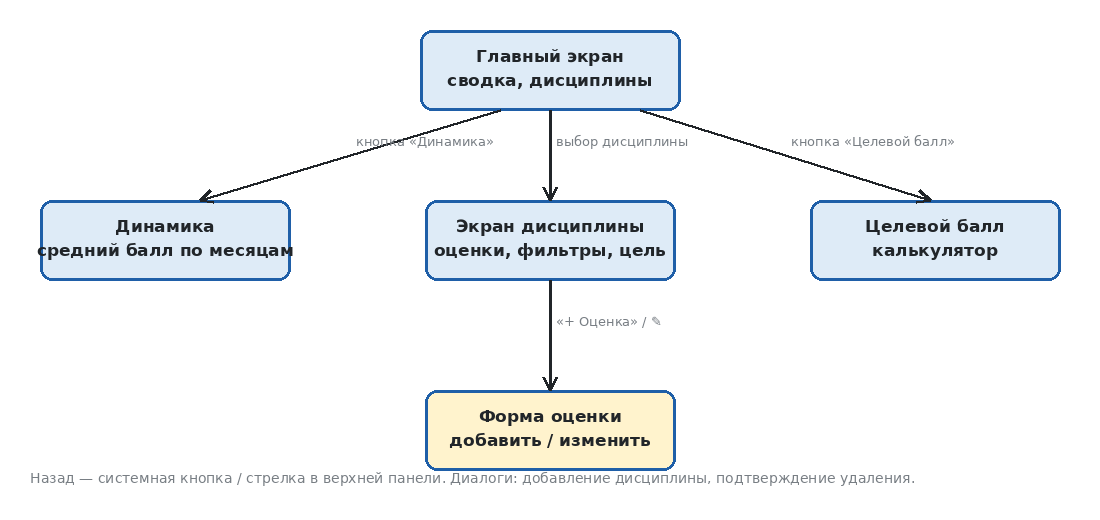 Главный экран
сводка, дисциплины
кнопка «Динамика»
выбор дисциплины
кнопка «Целевой балл»
Динамика
средний балл по месяцам
Экран дисциплины
оценки, фильтры, цель
Целевой балл
калькулятор
«+ Оценка» / ✎
Форма оценки
добавить / изменить
Назад — системная кнопка / стрелка в верхней панели. Диалоги: добавление дисциплины, подтверждение удаления.